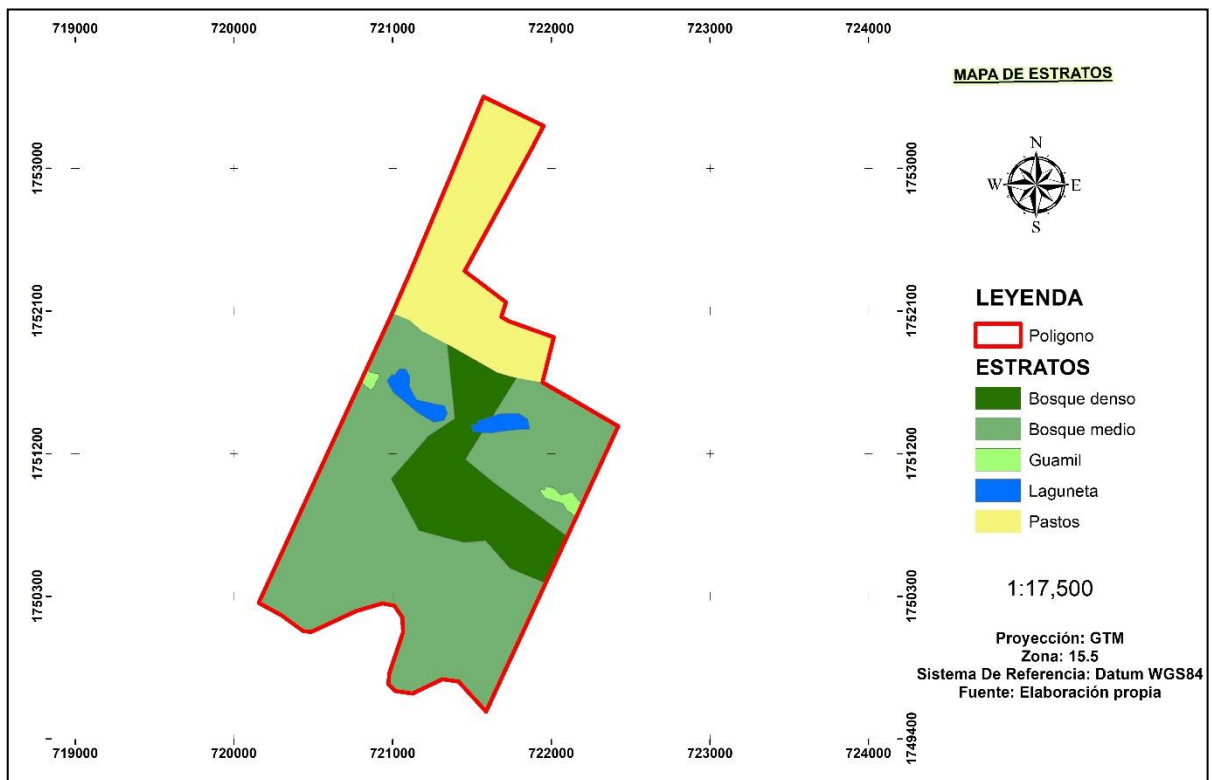 719000 720000 721000 722000 723000 724000
MAPA DE ESTRATOS
N
W E
S
1753000 1753000
1752100 1752100
1751200 1751200
1750300 1750300
1749400
LEYENDA
Poligono
ESTRATOS
Bosque denso
Bosque medio
Guamil
Laguneta
Pastos
1:17,500
Proyección: GTM
Zona: 15.5
Sistema De Referencia: Datum WGS84
Fuente: Elaboración propia
719000 720000 721000 722000 723000 724000